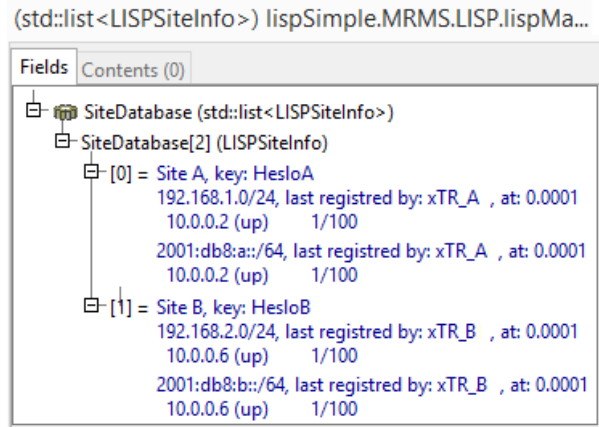 (std::list<LISPSiteInfo>) lispSimple.MRMS.LISP.lispMa...
Fields Contents (0)
SiteDatabase (std::list<LISPSiteInfo>)
SiteDatabase[2] (LISPSiteInfo)
[0] = Site A, key: HesloA
192.168.1.0/24, last registred by: xTR_A , at: 0.0001
10.0.0.2 (up) 1/100
2001:db8:a::/64, last registred by: xTR_A , at: 0.0001
10.0.0.2 (up) 1/100
[1] = Site B, key: HesloB
192.168.2.0/24, last registred by: xTR_B , at: 0.0001
10.0.0.6 (up) 1/100
2001:db8:b::/64, last registred by: xTR_B , at: 0.0001
10.0.0.6 (up) 1/100